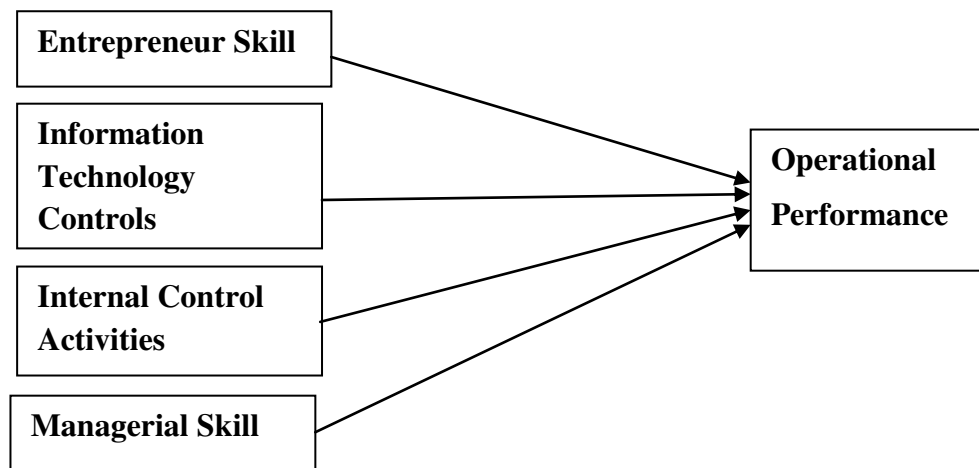 Entrepreneur Skill
Information
Technology
Controls
Internal Control
Activities
Managerial Skill
Operational
Performance